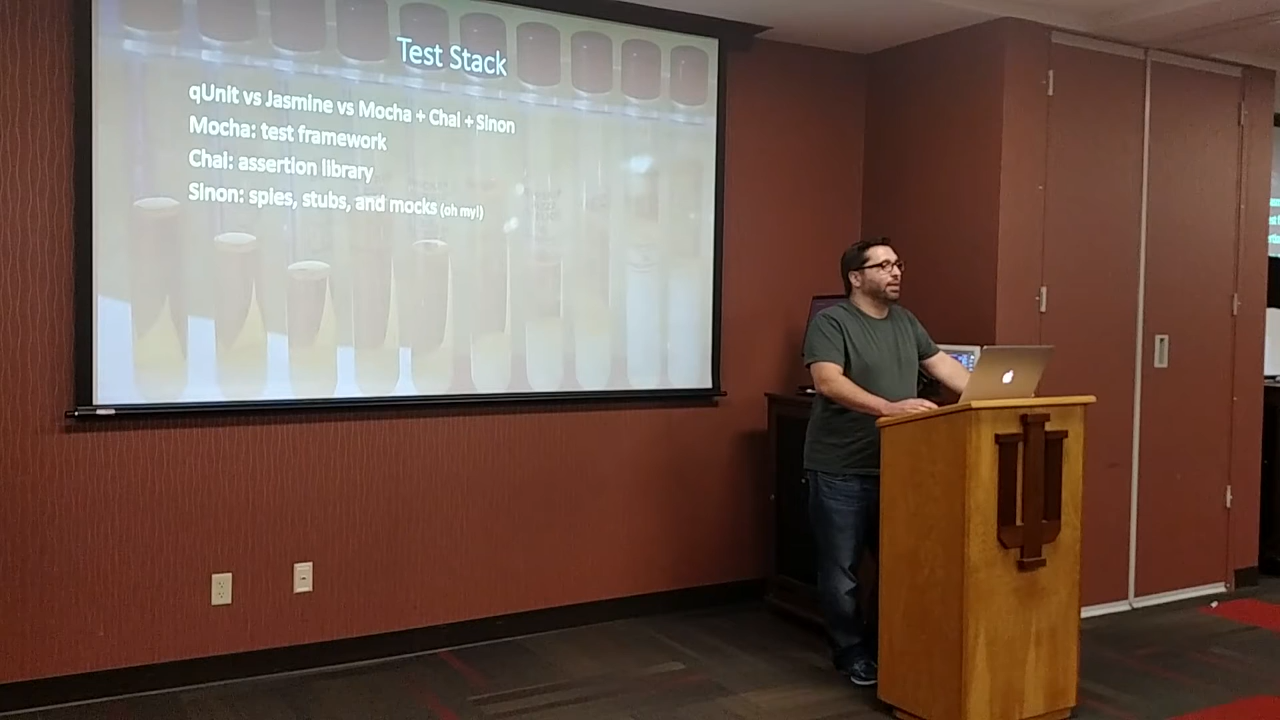 Test Stack
qUnit vs Jasmine vs Mocha + Chai + Sinon
Mocha: test framework
Chai: assertion library
Sinon: spies, stubs, and mocks (oh my!)